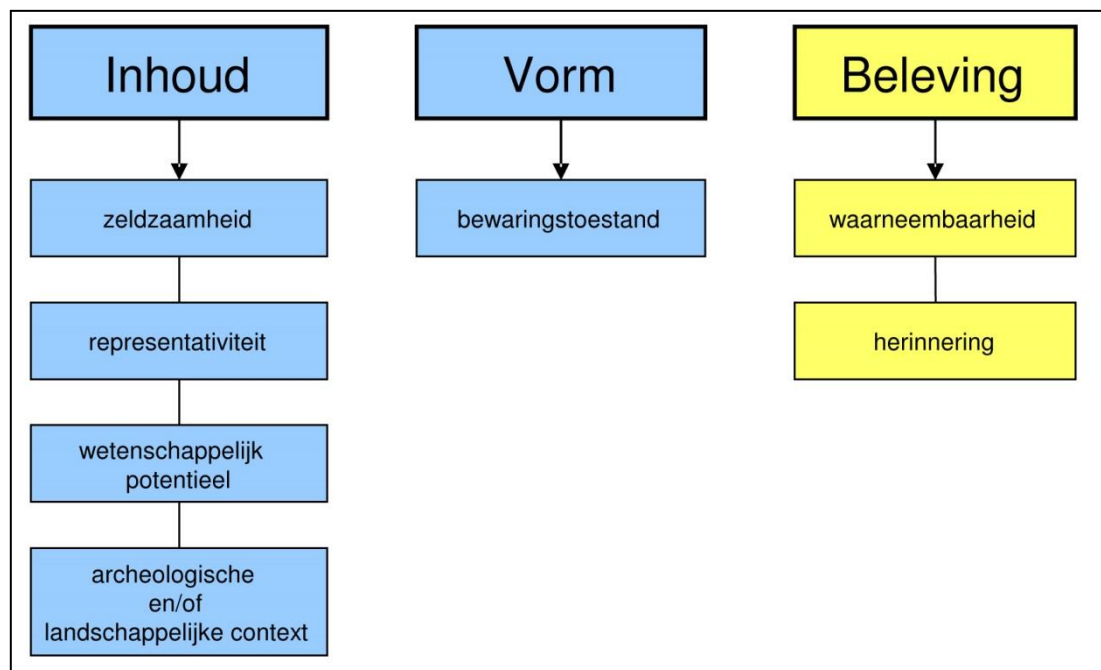 Inhoud
zeldzaamheid
representativiteit
wetenschappelijk
potentieel
archeologische
en/of
landschappelijke context
Vorm
bewaringstoestand
Beleving
waarneembaarheid
herinnering